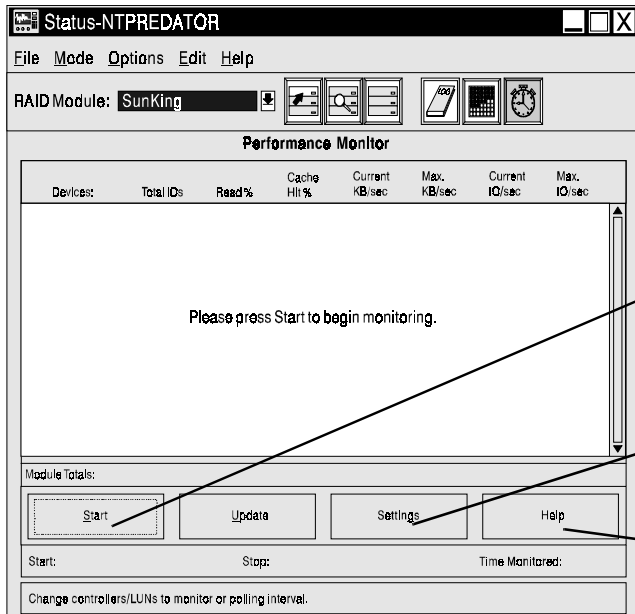 Status-NTPREDATOR
File Mode Options Edit Help
RAID Module: SunKing
LOG
Performance Monitor
Devices: Total IOs Read % Cache Hit % Current KB/sec Max. KB/sec Current IO/sec Max. IO/sec
Please press Start to begin monitoring.
Module Totals:
Start Update Settings Help
Start: Stop: Time Monitored:
Change controllers/LUNs to monitor or polling interval.